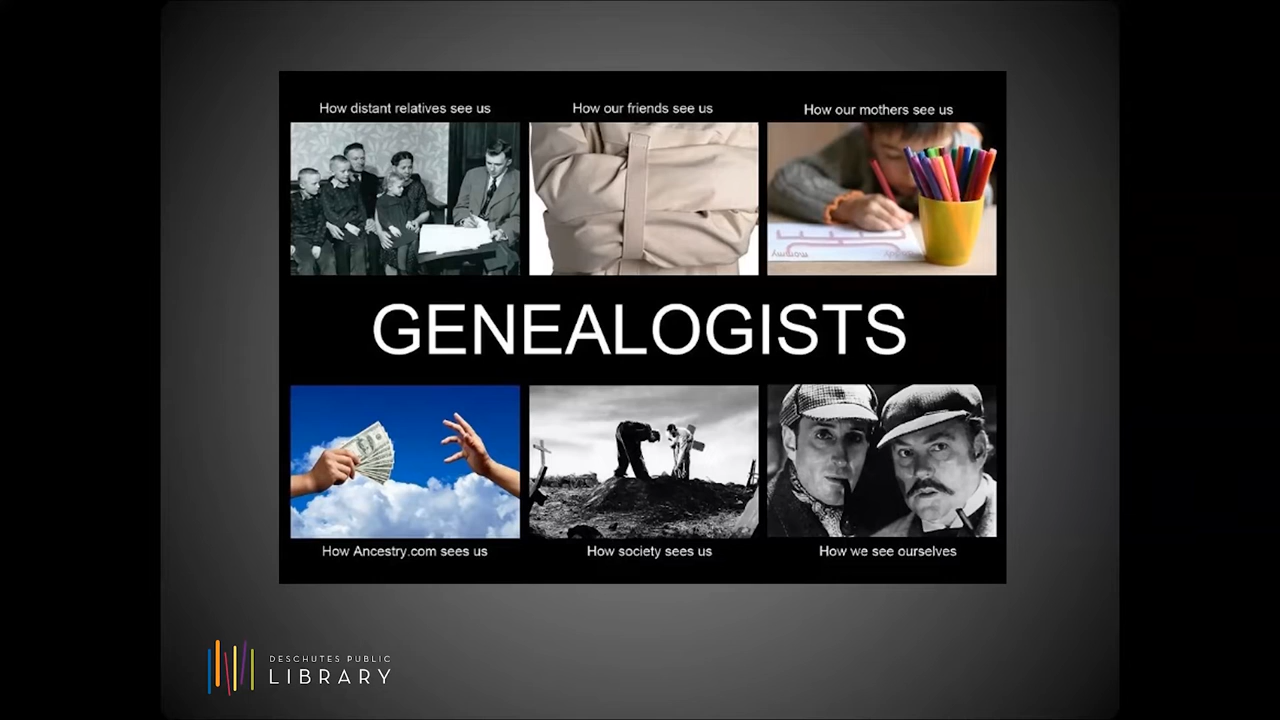 How distant relatives see us
How our friends see us
How our mothers see us
GENEALOGISTS
How Ancestry.com sees us
How society sees us
How we see ourselves
DESCHUTES PUBLIC
LIBRARY